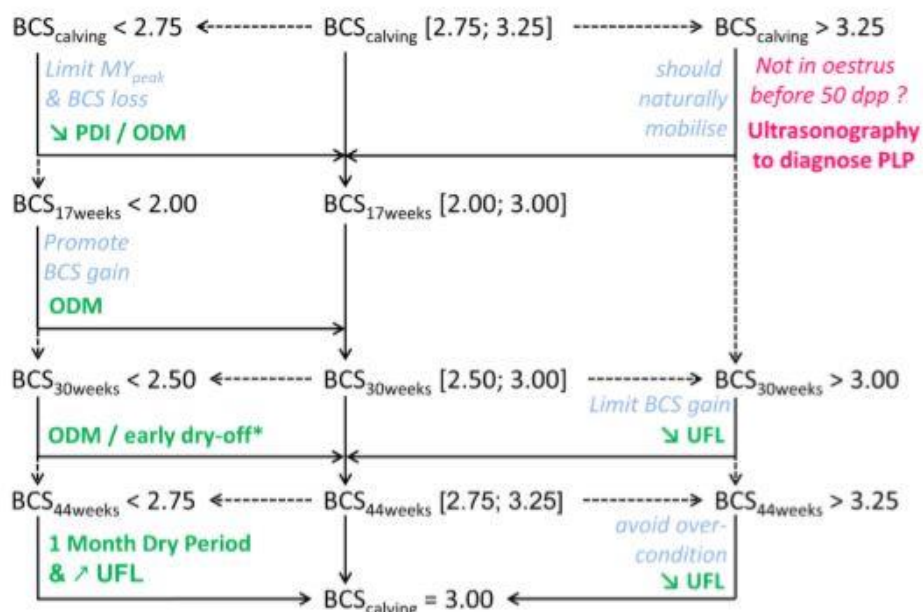 BCScalving < 2.75 BCScalving [2.75; 3.25] BCScalving > 3.25
Limit MYpeak
& BCS loss
↘ PDI / ODM
should
naturally
mobilise
Not in oestrus
before 50 dpp ?
Ultrasonography
to diagnose PLP
BCS17weeks < 2.00 BCS17weeks [2.00; 3.00]
Promote
BCS gain
ODM
BCS30weeks < 2.50 BCS30weeks [2.50; 3.00] BCS30weeks > 3.00
ODM / early dry-off*
Limit BCS gain
↘ UFL
BCS44weeks < 2.75 BCS44weeks [2.75; 3.25] BCS44weeks > 3.25
1 Month Dry Period
& ↗ UFL
avoid over-
condition
↘ UFL
BCScalving = 3.00